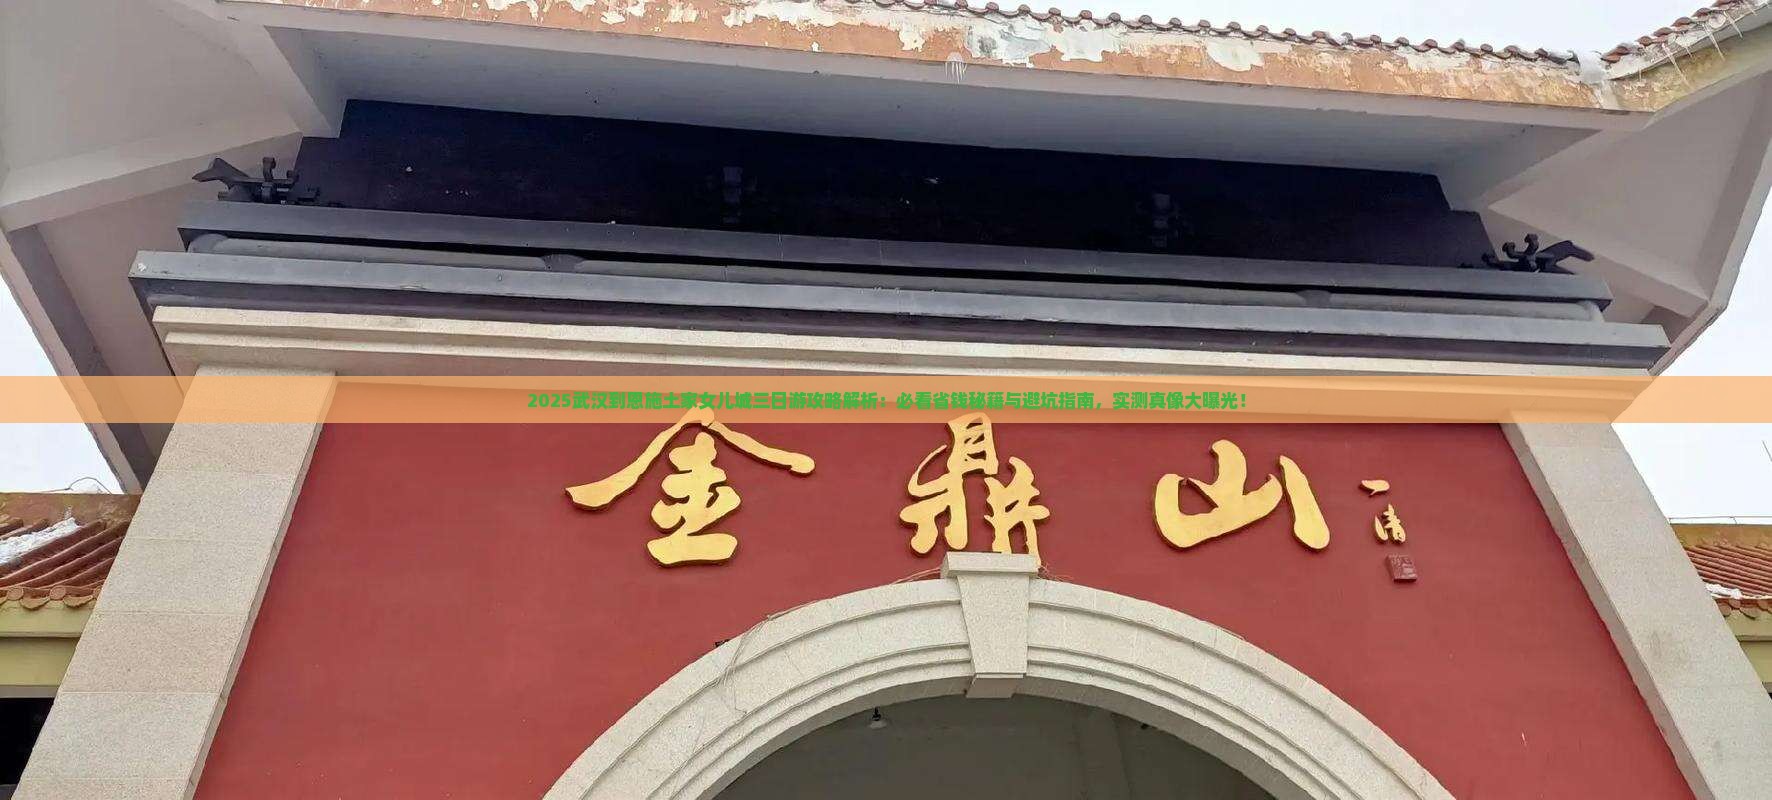 2025武汉到恩施土家女儿城三日游攻略解析：必看省钱秘籍与避坑指南，实测真像大曝光！
金鼎山
一清